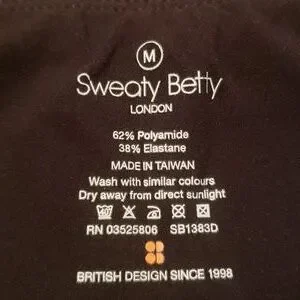 M
Sweaty Betty
LONDON
62% Polyamide
38% Elastane
MADE IN TAIWAN
Wash with similar colours
Dry away from direct sunlight
RN 03525806 SB1383D
BRITISH DESIGN SINCE 1998